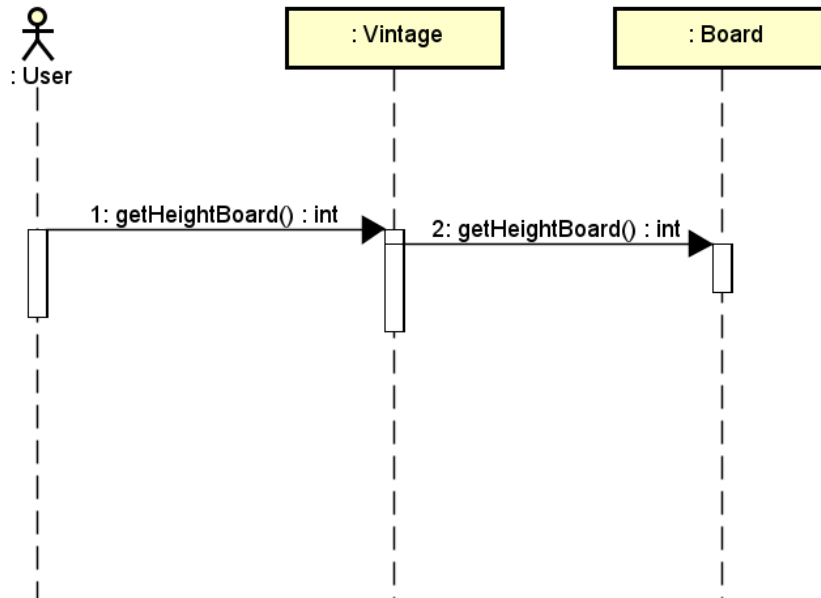 : User
: Vintage
: Board
1: getHeightBoard() : int
2: getHeightBoard() : int